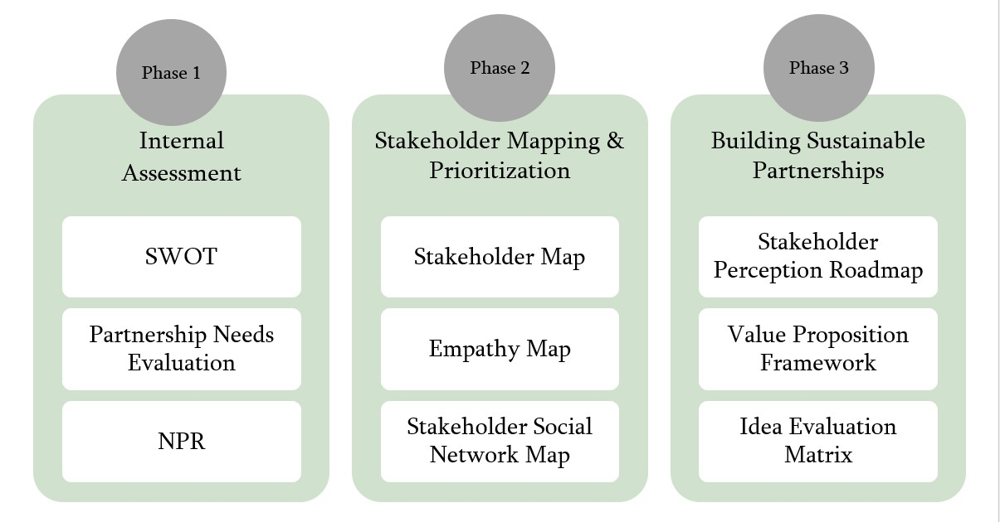 Phase 1
Internal
Assessment
SWOT
Partnership Needs
Evaluation
NPR
Phase 2
Stakeholder Mapping &
Prioritization
Stakeholder Map
Empathy Map
Stakeholder Social
Network Map
Phase 3
Building Sustainable
Partnerships
Stakeholder
Perception Roadmap
Value Proposition
Framework
Idea Evaluation
Matrix